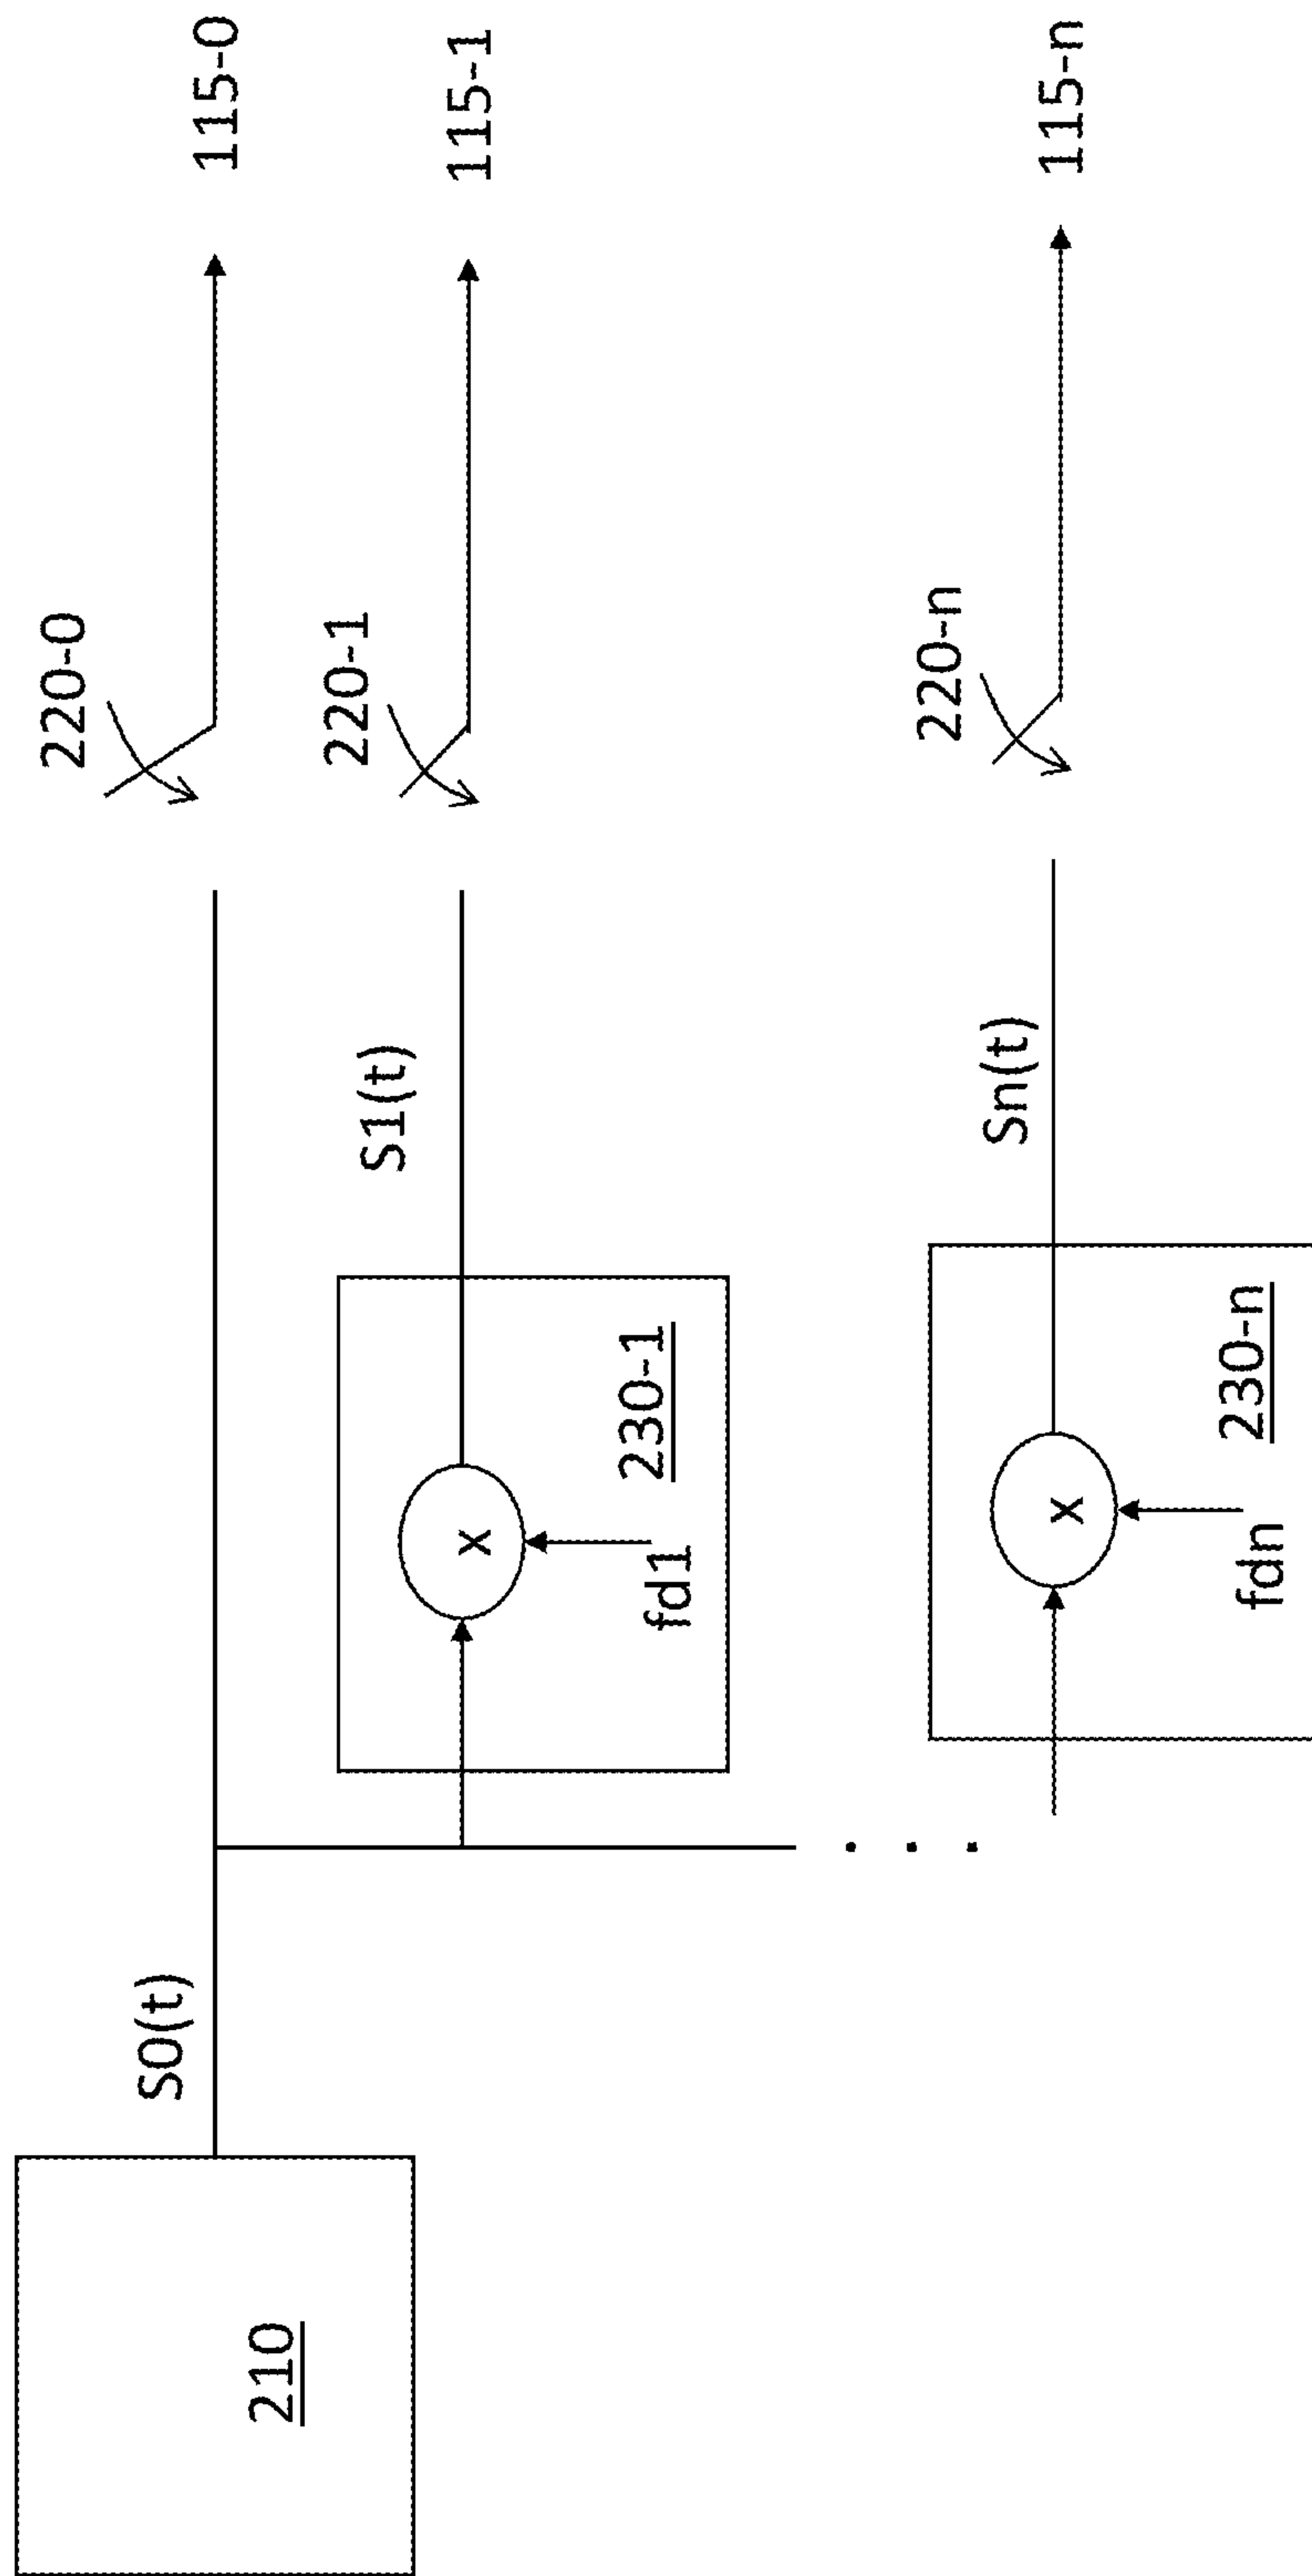 220-0
115-0
S0(t)
210
220-1
115-1
S1(t)
x
fd1
230-1
. . .
220-n
115-n
Sn(t)
x
fdn
230-n